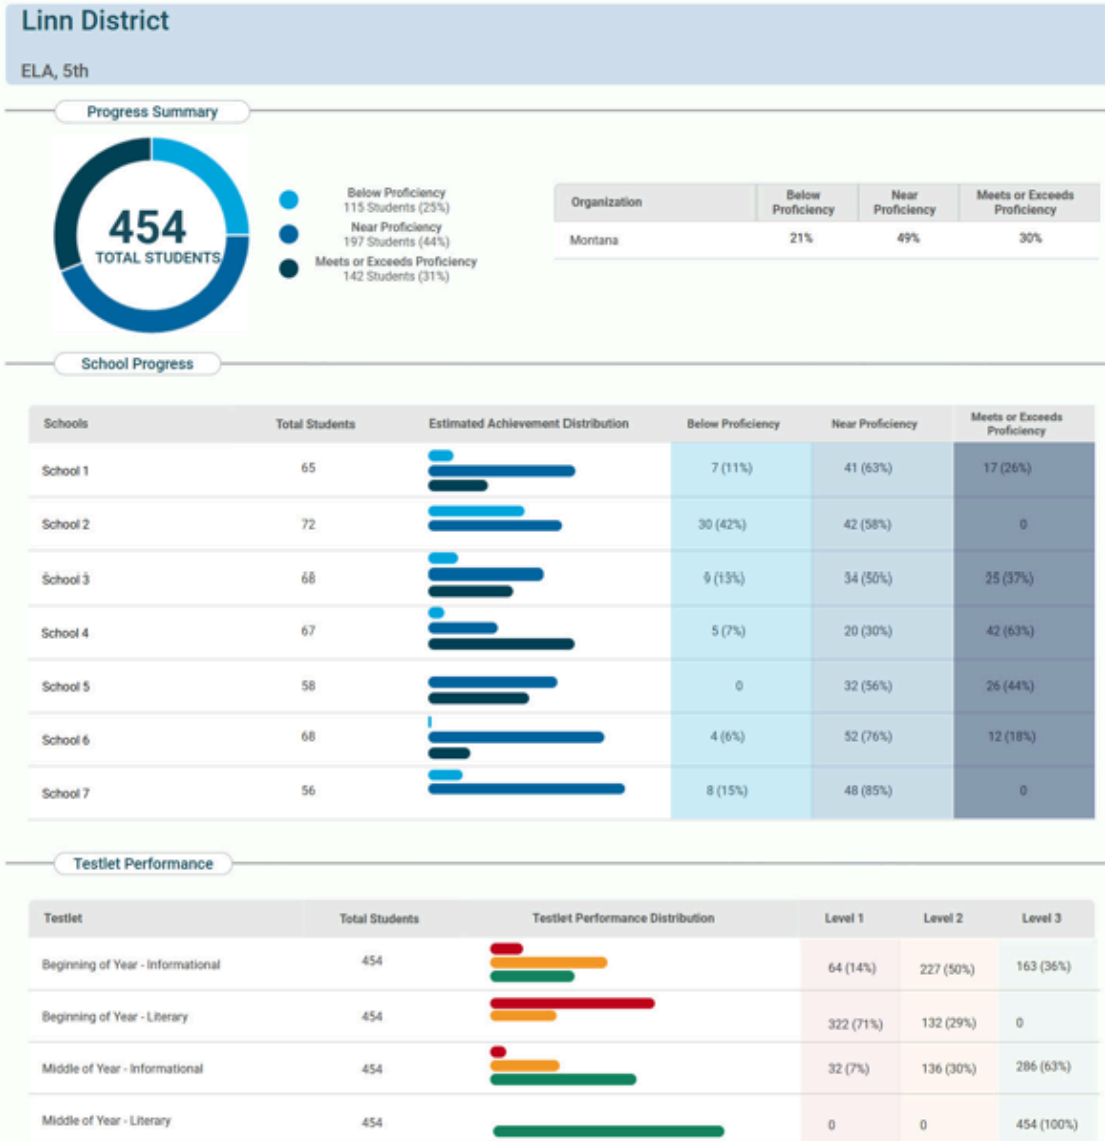 Linn District
ELA, 5th
Progress Summary
454
TOTAL STUDENTS
Below Proficiency
115 Students (25%)
Near Proficiency
197 Students (44%)
Meets or Exceeds Proficiency
142 Students (31%)
Organization Below Proficiency Near Proficiency Meets or Exceeds Proficiency
Montana 21% 49% 30%
School Progress
Schools Total Students Estimated Achievement Distribution Below Proficiency Near Proficiency Meets or Exceeds Proficiency
School 1 65 7 (11%) 41 (63%) 17 (26%)
School 2 72 30 (42%) 42 (58%) 0
School 3 68 9 (13%) 34 (50%) 25 (37%)
School 4 67 5 (7%) 20 (30%) 42 (63%)
School 5 58 0 32 (56%) 26 (44%)
School 6 68 4 (6%) 52 (76%) 12 (18%)
School 7 56 8 (15%) 48 (85%) 0
Testlet Performance
Testlet Total Students Testlet Performance Distribution Level 1 Level 2 Level 3
Beginning of Year - Informational 454 64 (14%) 227 (50%) 163 (36%)
Beginning of Year - Literary 454 322 (71%) 132 (29%) 0
Middle of Year - Informational 454 32 (7%) 136 (30%) 286 (63%)
Middle of Year - Literary 454 0 0 454 (100%)